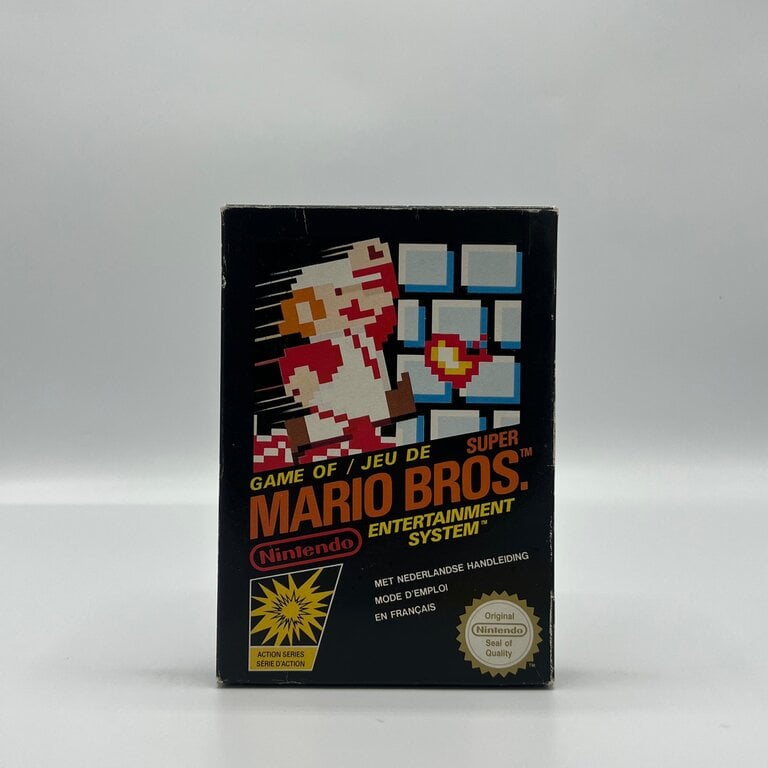 GAME OF / JEU DE
SUPER
MARIO BROS.™
Nintendo
ENTERTAINMENT
SYSTEM™
MET NEDERLANDSE HANDLEIDING
MODE D'EMPLOI
EN FRANÇAIS
ACTION SERIES
SÉRIE D'ACTION
Original
Nintendo
Seal of
Quality
TM